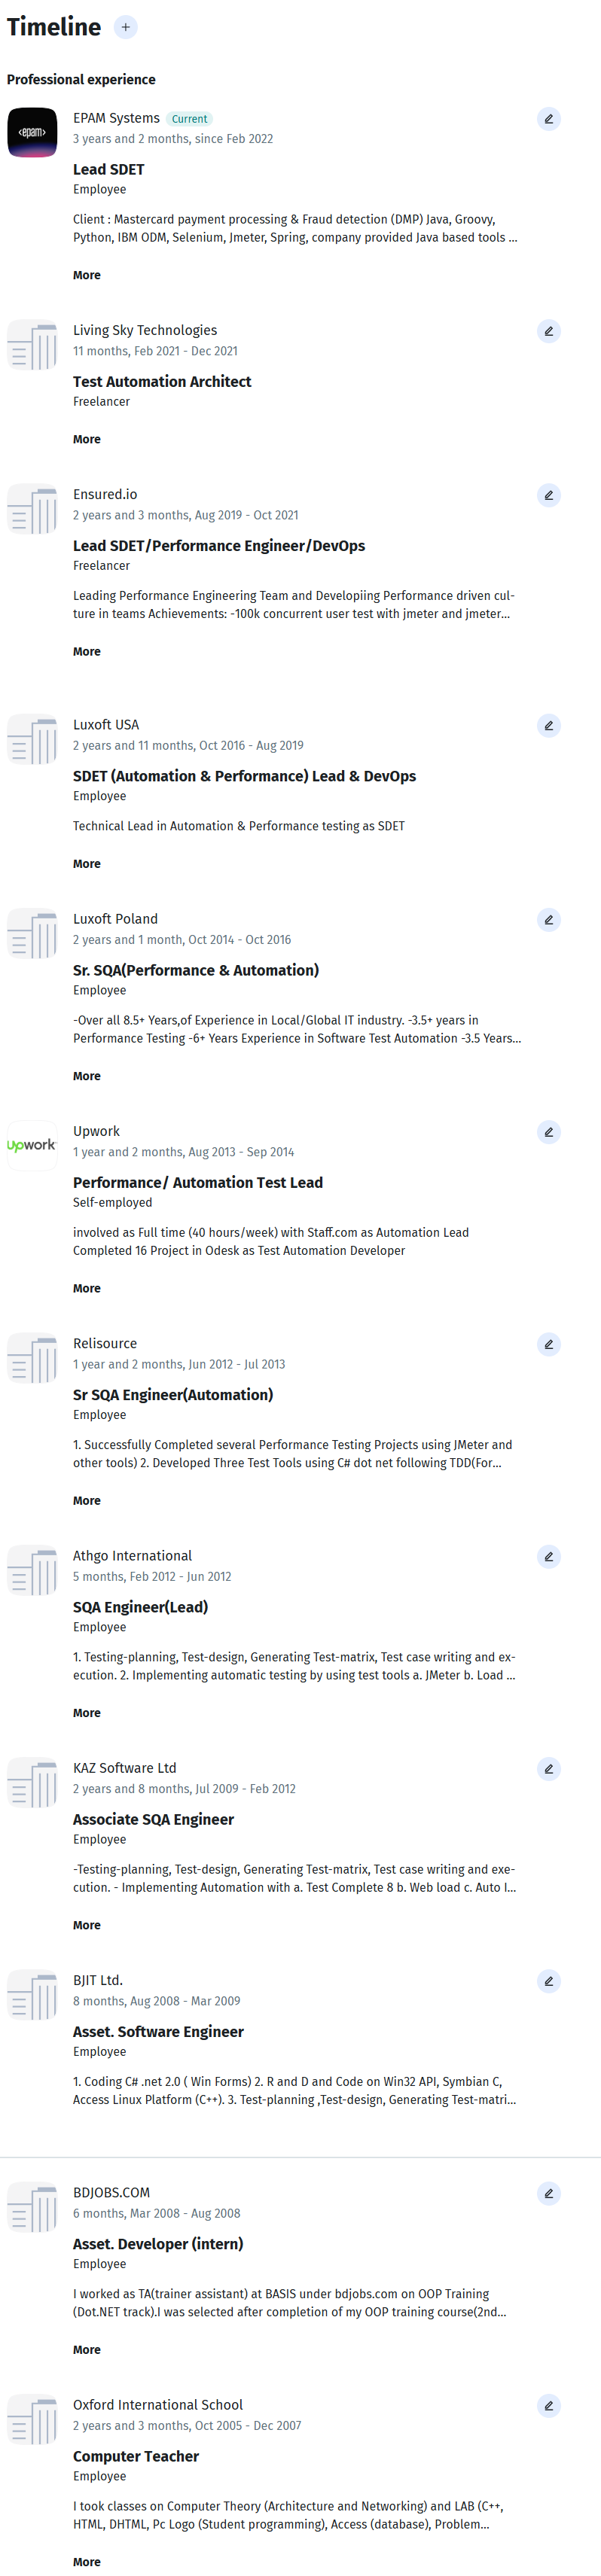 Timeline
+
Professional experience
<epam>
EPAM Systems Current
3 years and 2 months, since Feb 2022
Lead SDET
Employee
Client : Mastercard payment processing & Fraud detection (DMP) Java, Groovy,
Python, IBM ODM, Selenium, Jmeter, Spring, company provided Java based tools ...
More
Living Sky Technologies
11 months, Feb 2021 - Dec 2021
Test Automation Architect
Freelancer
More
Ensured.io
2 years and 3 months, Aug 2019 - Oct 2021
Lead SDET/Performance Engineer/DevOps
Freelancer
Leading Performance Engineering Team and Developiing Performance driven cul-
ture in teams Achievements: -100k concurrent user test with jmeter and jmeter...
More
Luxoft USA
2 years and 11 months, Oct 2016 - Aug 2019
SDET (Automation & Performance) Lead & DevOps
Employee
Technical Lead in Automation & Performance testing as SDET
More
Luxoft Poland
2 years and 1 month, Oct 2014 - Oct 2016
Sr. SQA(Performance & Automation)
Employee
-Over all 8.5+ Years,of Experience in Local/Global IT industry. -3.5+ years in
Performance Testing -6+ Years Experience in Software Test Automation -3.5 Years...
More
upwork
Upwork
1 year and 2 months, Aug 2013 - Sep 2014
Performance/ Automation Test Lead
Self-employed
involved as Full time (40 hours/week) with Staff.com as Automation Lead
Completed 16 Project in Odesk as Test Automation Developer
More
Relisource
1 year and 2 months, Jun 2012 - Jul 2013
Sr SQA Engineer(Automation)
Employee
1. Successfully Completed several Performance Testing Projects using JMeter and
other tools) 2. Developed Three Test Tools using C# dot net following TDD(For...
More
Athgo International
5 months, Feb 2012 - Jun 2012
SQA Engineer(Lead)
Employee
1. Testing-planning, Test-design, Generating Test-matrix, Test case writing and ex-
ecution. 2. Implementing automatic testing by using test tools a. JMeter b. Load ...
More
KAZ Software Ltd
2 years and 8 months, Jul 2009 - Feb 2012
Associate SQA Engineer
Employee
-Testing-planning, Test-design, Generating Test-matrix, Test case writing and exe-
cution. - Implementing Automation with a. Test Complete 8 b. Web load c. Auto I...
More
BJIT Ltd.
8 months, Aug 2008 - Mar 2009
Asset. Software Engineer
Employee
1. Coding C# .net 2.0 ( Win Forms) 2. R and D and Code on Win32 API, Symbian C,
Access Linux Platform (C++). 3. Test-planning ,Test-design, Generating Test-matri...
BDJOBS.COM
6 months, Mar 2008 - Aug 2008
Asset. Developer (intern)
Employee
I worked as TA(trainer assistant) at BASIS under bdjobs.com on OOP Training
(Dot.NET track).I was selected after completion of my OOP training course(2nd...
More
Oxford International School
2 years and 3 months, Oct 2005 - Dec 2007
Computer Teacher
Employee
I took classes on Computer Theory (Architecture and Networking) and LAB (C++,
HTML, DHTML, Pc Logo (Student programming), Access (database), Problem...
More